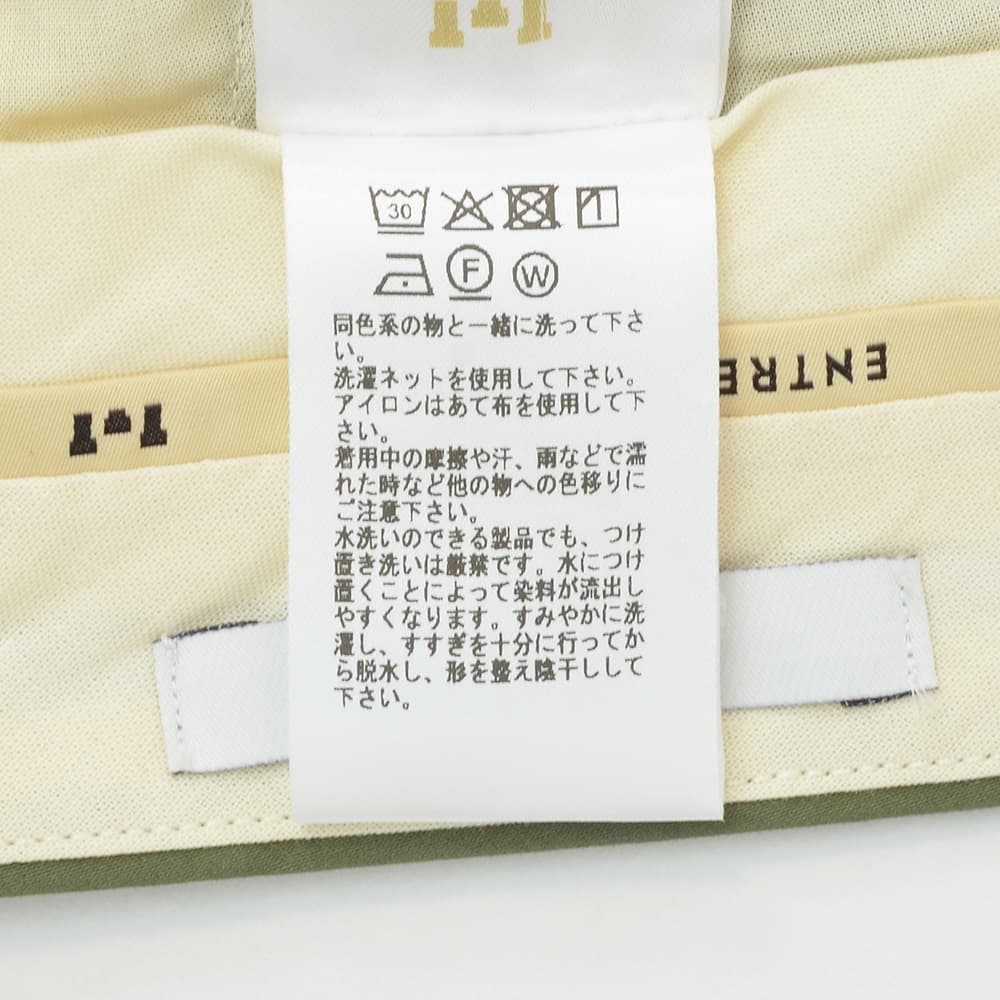 30
F W
同色系の物と一緒に洗って下さ
い。
洗濯ネットを使用して下さい。
アイロンはあて布を使用して下
さい。
着用中の摩擦や汗、雨などで濡
れた時など他の物への色移りに
ご注意下さい。
水洗いのできる製品でも、つけ
置き洗いは厳禁です。水につけ
置くことによって染料が流出し
やすくなります。すみやかに洗
濯し、すすぎを十分に行ってか
ら脱水し、形を整え陰干しして
下さい。
ENTRE